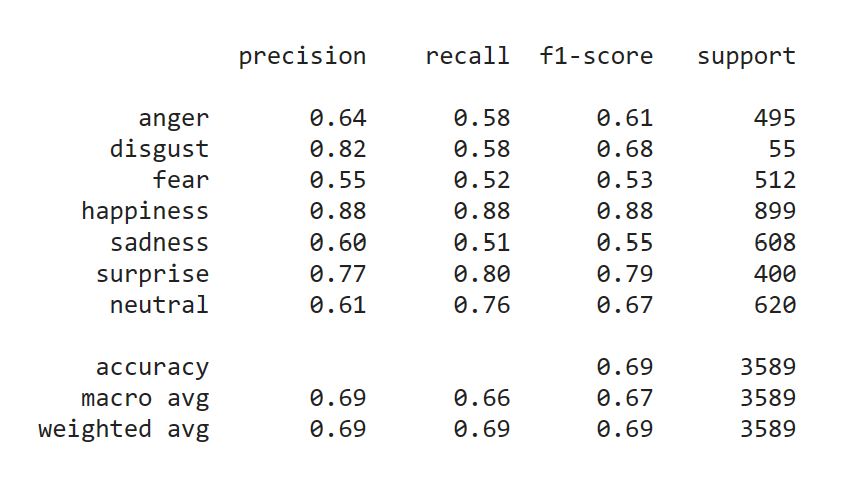 precision recall f1-score support
anger 0.64 0.58 0.61 495
disgust 0.82 0.58 0.68 55
fear 0.55 0.52 0.53 512
happiness 0.88 0.88 0.88 899
sadness 0.60 0.51 0.55 608
surprise 0.77 0.80 0.79 400
neutral 0.61 0.76 0.67 620
accuracy 0.69 3589
macro avg 0.69 0.66 0.67 3589
weighted avg 0.69 0.69 0.69 3589